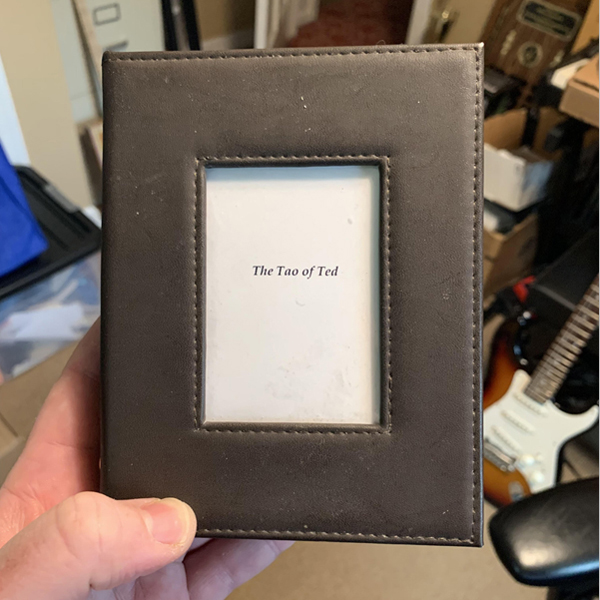 The Tao of Ted